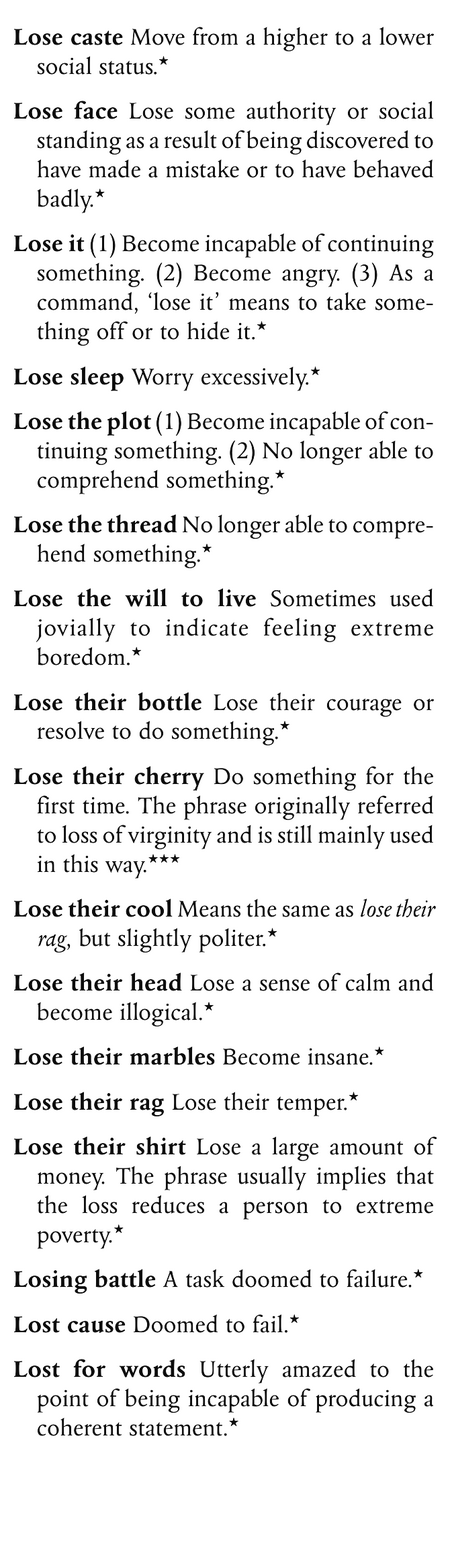 Lose caste Move from a higher to a lower
social status.★
Lose face Lose some authority or social
standing as a result of being discovered to
have made a mistake or to have behaved
badly.★
Lose it (1) Become incapable of continuing
something. (2) Become angry. (3) As a
command, ‘lose it’ means to take some-
thing off or to hide it.★
Lose sleep Worry excessively.★
Lose the plot (1) Become incapable of con-
tinuing something. (2) No longer able to
comprehend something.★
Lose the thread No longer able to compre-
hend something.★
Lose the will to live Sometimes used
jovially to indicate feeling extreme
boredom.★
Lose their bottle Lose their courage or
resolve to do something.★
Lose their cherry Do something for the
first time. The phrase originally referred
to loss of virginity and is still mainly used
in this way.★★★
Lose their cool Means the same as lose their
rag, but slightly politer.★
Lose their head Lose a sense of calm and
become illogical.★
Lose their marbles Become insane.★
Lose their rag Lose their temper.★
Lose their shirt Lose a large amount of
money. The phrase usually implies that
the loss reduces a person to extreme
poverty.★
Losing battle A task doomed to failure.★
Lost cause Doomed to fail.★
Lost for words Utterly amazed to the
point of being incapable of producing a
coherent statement.★